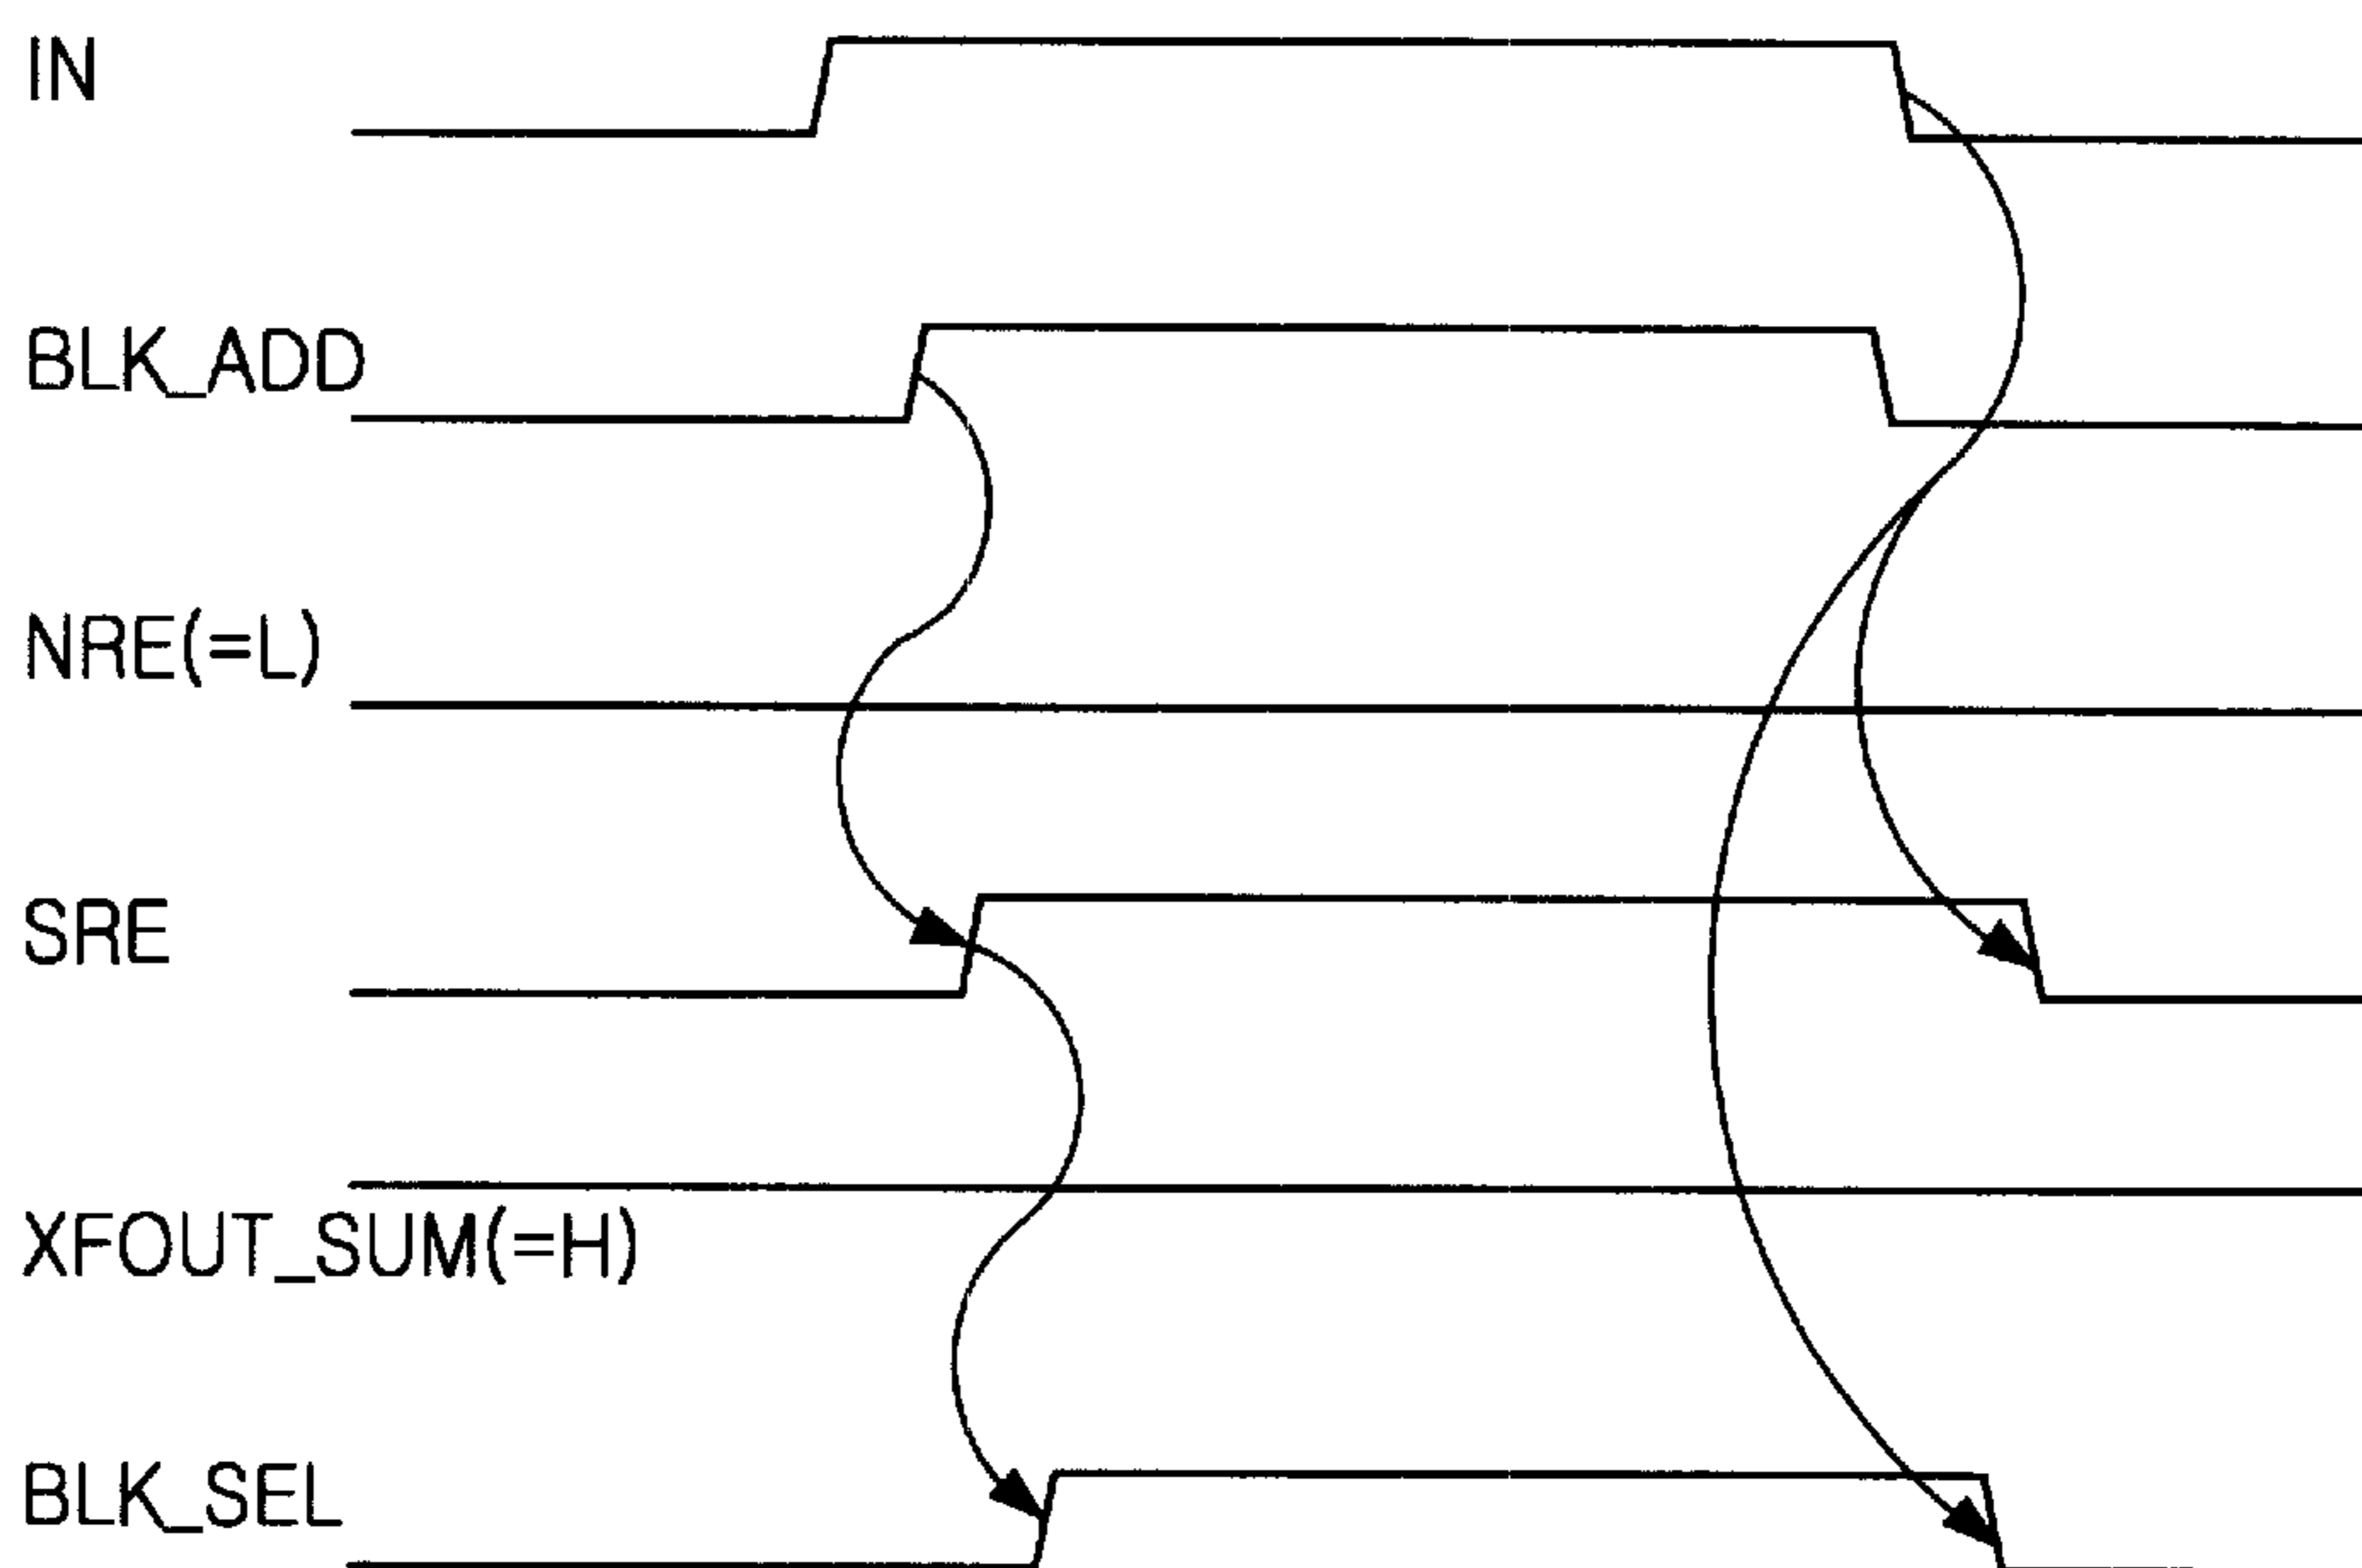 IN
BLK_ADD
NRE(=L)
SRE
XFOUT_SUM(=H)
BLK_SEL